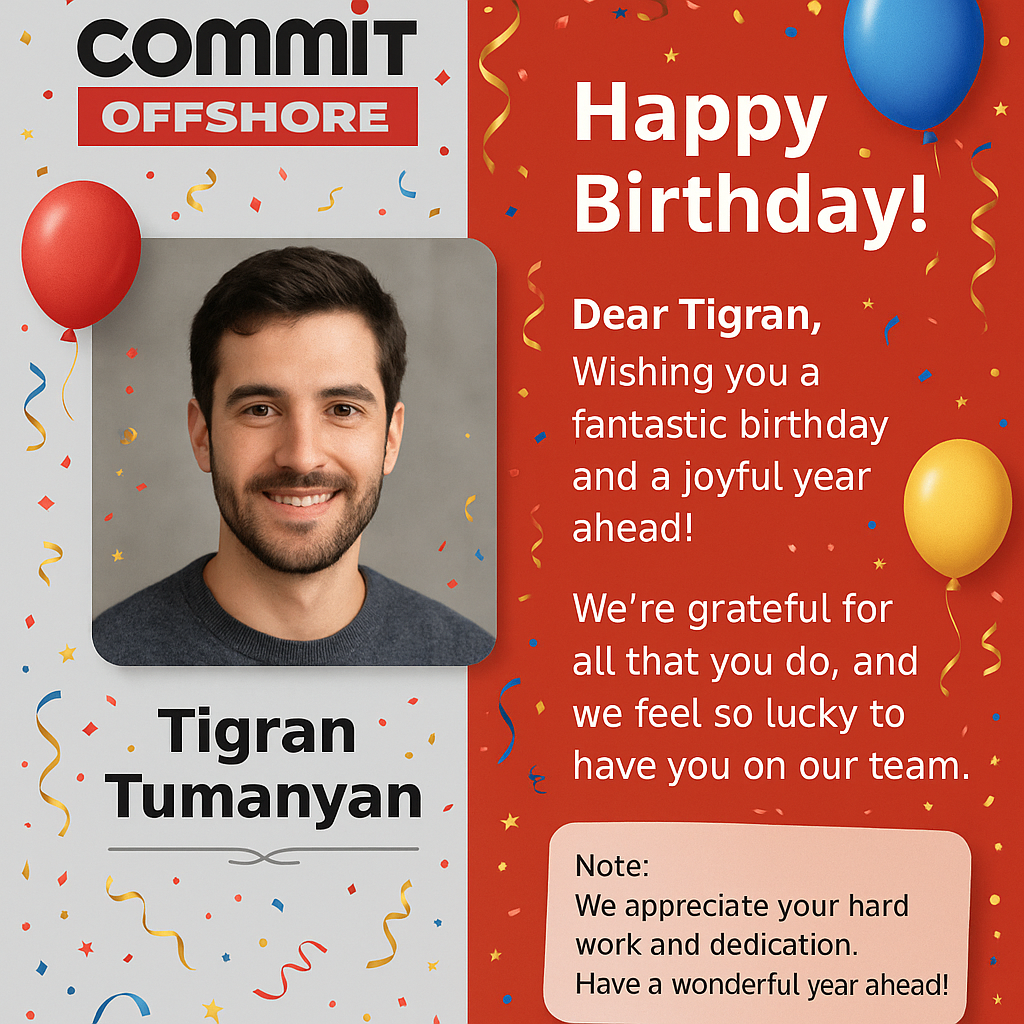 COMMIT
OFFSHORE
Tigran
Tumanyan
Happy
Birthday!
Dear Tigran,
Wishing you a
fantastic birthday
and a joyful year
ahead!
We’re grateful for
all that you do, and
we feel so lucky to
have you on our team.
Note:
We appreciate your hard
work and dedication.
Have a wonderful year ahead!